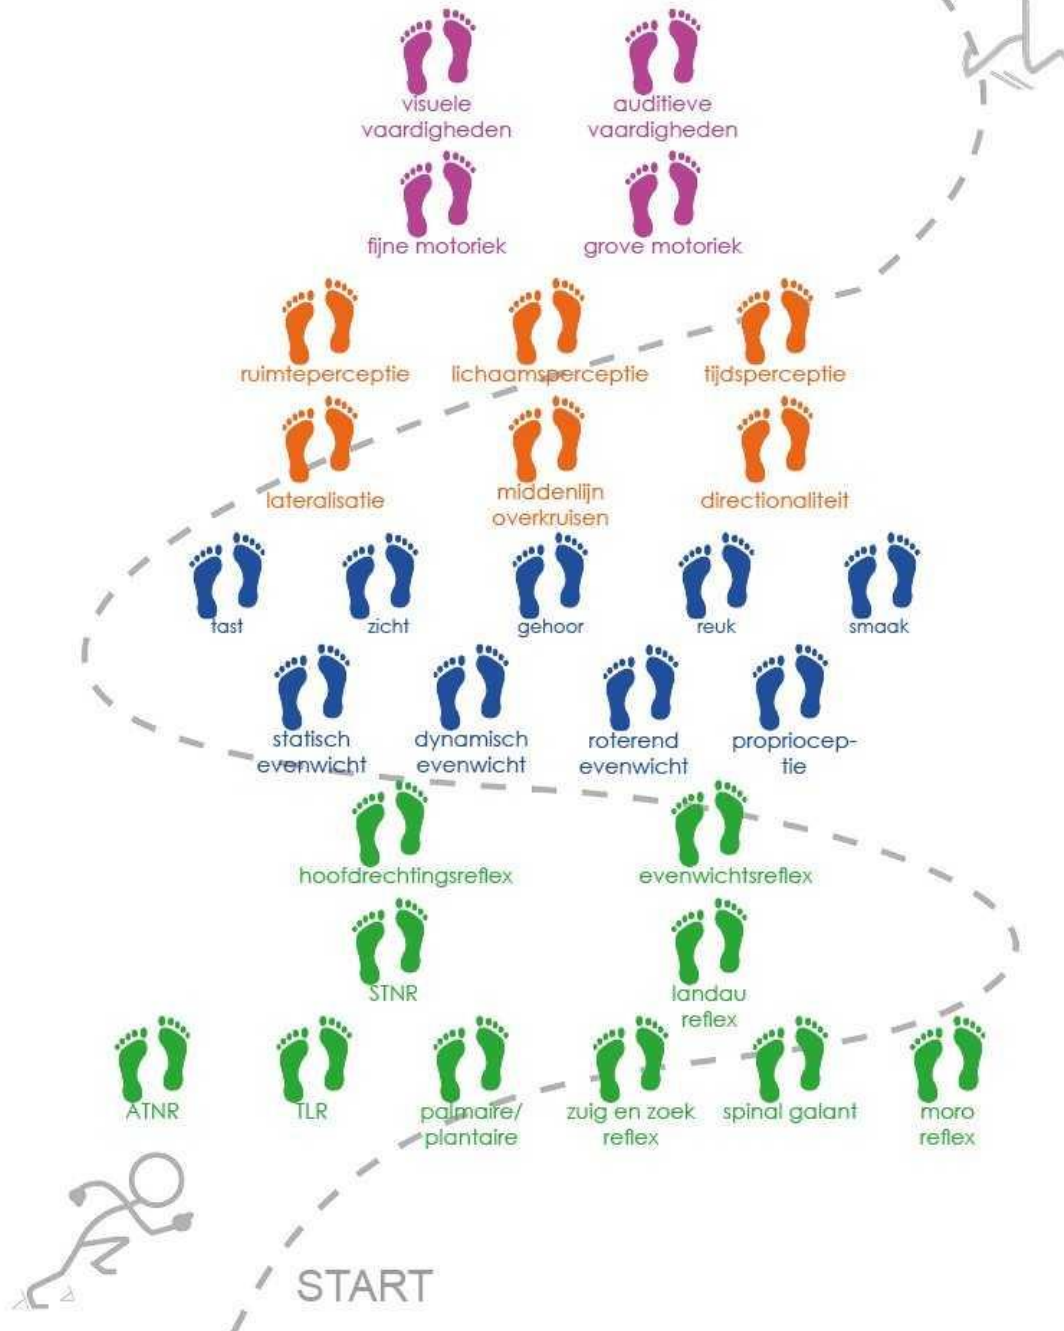 visuele auditieve
vaardigheden vaardigheden
fijne motoriek grove motoriek
ruimteperceptie lichaamsperceptie tijdsperceptie
lateralisatie middenlijn directionaliteit
overkruisen
tast zicht gehoor reuk smaak
statisch dynamisch roterend propriocep-
evenwicht evenwicht evenwicht tie
hoofdrechtingsreflex evenwichtsreflex
STNR landau
reflex
ATNR TLR palmaire/ zuig en zoek spinal galant moro
plantaire reflex reflex
START